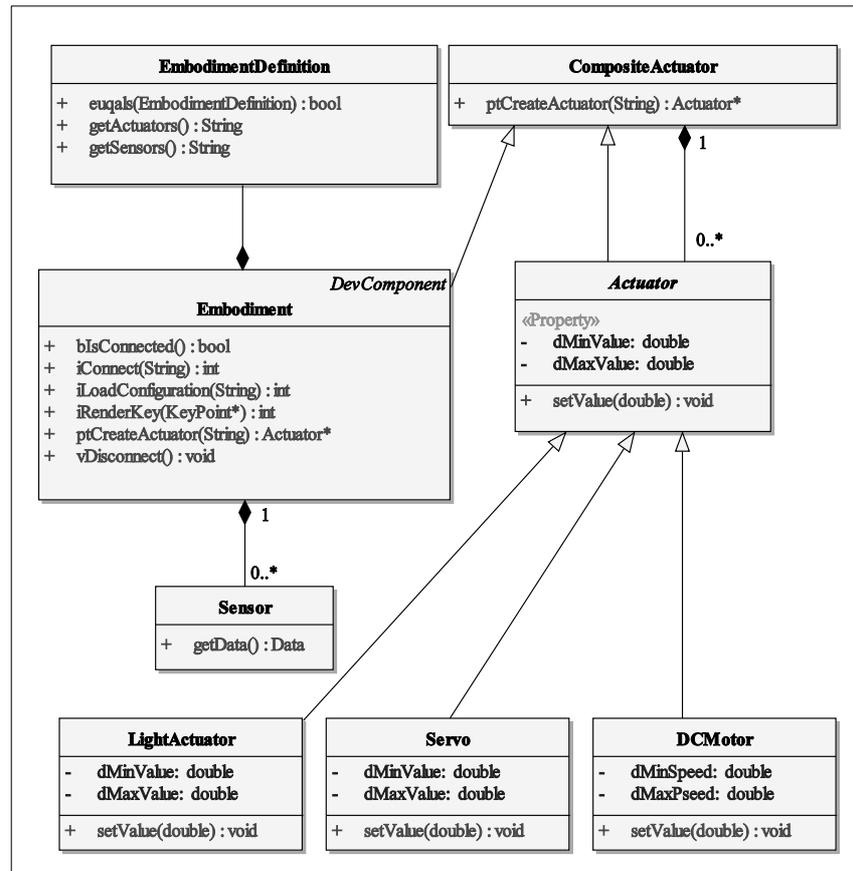 EmbodimentDefinition
+ euqals(EmbodimentDefinition) : bool
+ getActuators() : String
+ getSensors() : String
CompositeActuator
+ ptCreateActuator(String) : Actuator*
1
0..*
DevComponent
Embodiment
+ bIsConnected() : bool
+ iConnect(String) : int
+ iLoadConfiguration(String) : int
+ iRenderKey(KeyPoint*) : int
+ ptCreateActuator(String) : Actuator*
+ vDisconnect() : void
Actuator
«Property»
- dMinValue: double
- dMaxValue: double
+ setValue(double) : void
1
0..*
Sensor
+ getData() : Data
LightActuator
- dMinValue: double
- dMaxValue: double
+ setValue(double) : void
Servo
- dMinValue: double
- dMaxValue: double
+ setValue(double) : void
DCMotor
- dMinSpeed: double
- dMaxPseed: double
+ setValue(double) : void